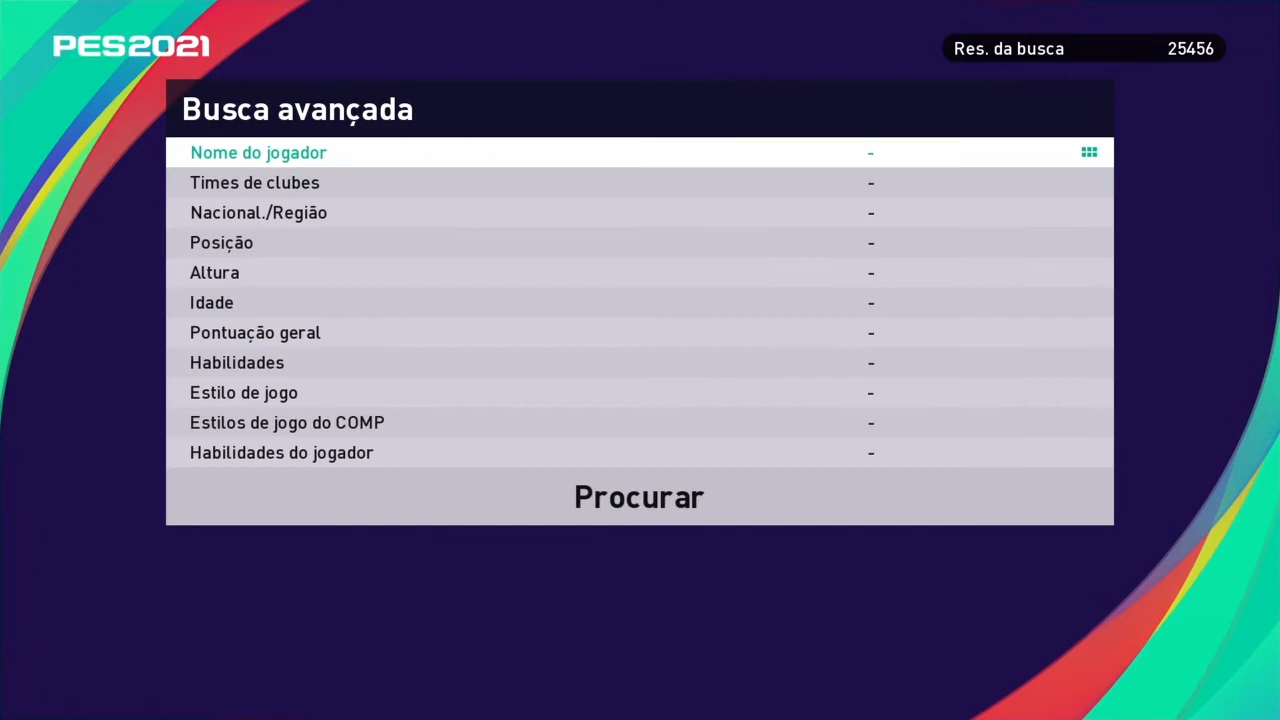 PES2021
Res. da busca 25456
Busca avançada
Nome do jogador -
Times de clubes -
Nacional./Região -
Posição -
Altura -
Idade -
Pontuação geral -
Habilidades -
Estilo de jogo -
Estilos de jogo do COMP -
Habilidades do jogador -
Procurar